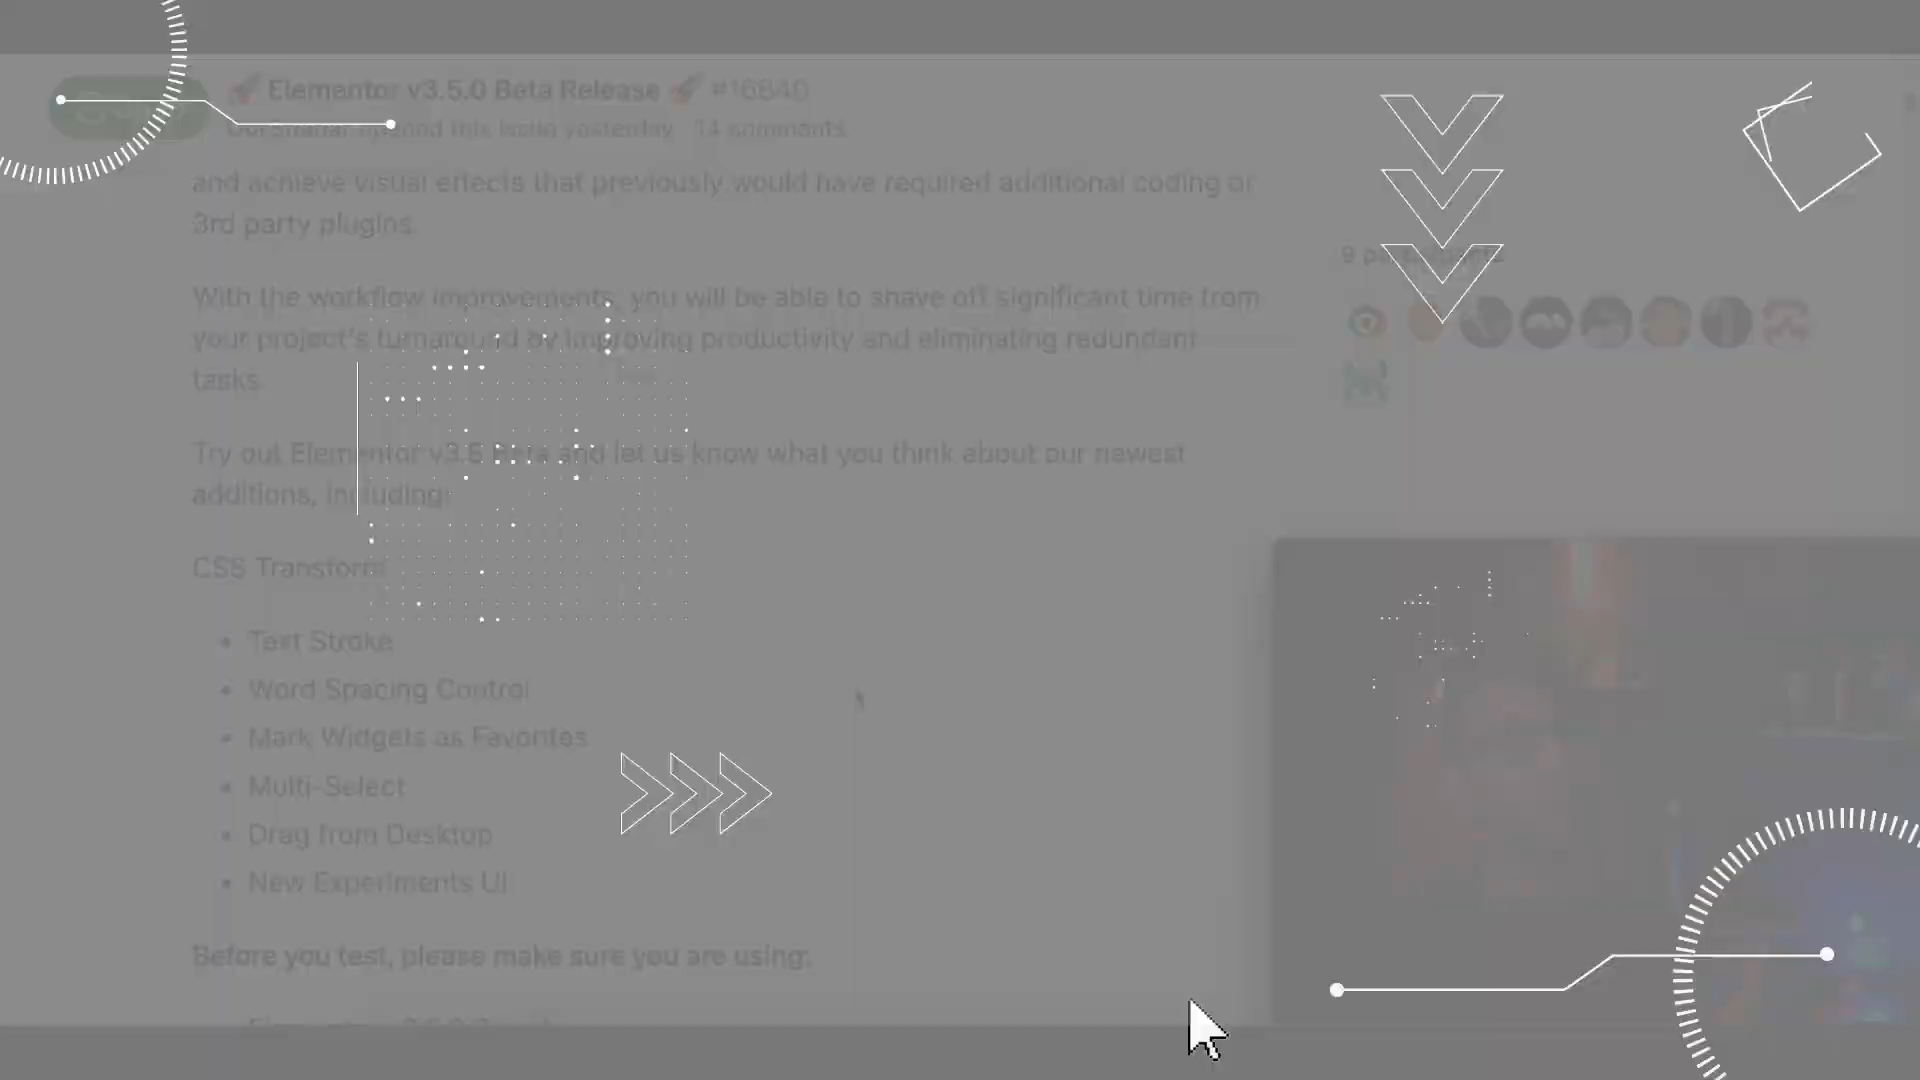 Elementor v3.5.0 Beta Release #16840
opened this issue yesterday · 14 comments
and achieve visual effects that previously would have required additional coding or
3rd party plugins.
With the workflow improvements, you will be able to shave off significant time from
your project's turnaround by improving productivity and eliminating redundant
tasks.
9 participants
Try out Elementor v3.5 Beta and let us know what you think about our newest
additions, including:
CSS Transform
• Text Stroke
• Word Spacing Control
• Mark Widgets as Favorites
• Multi-Select
• Drag from Desktop
• New Experiments UI
Before you test, please make sure you are using: